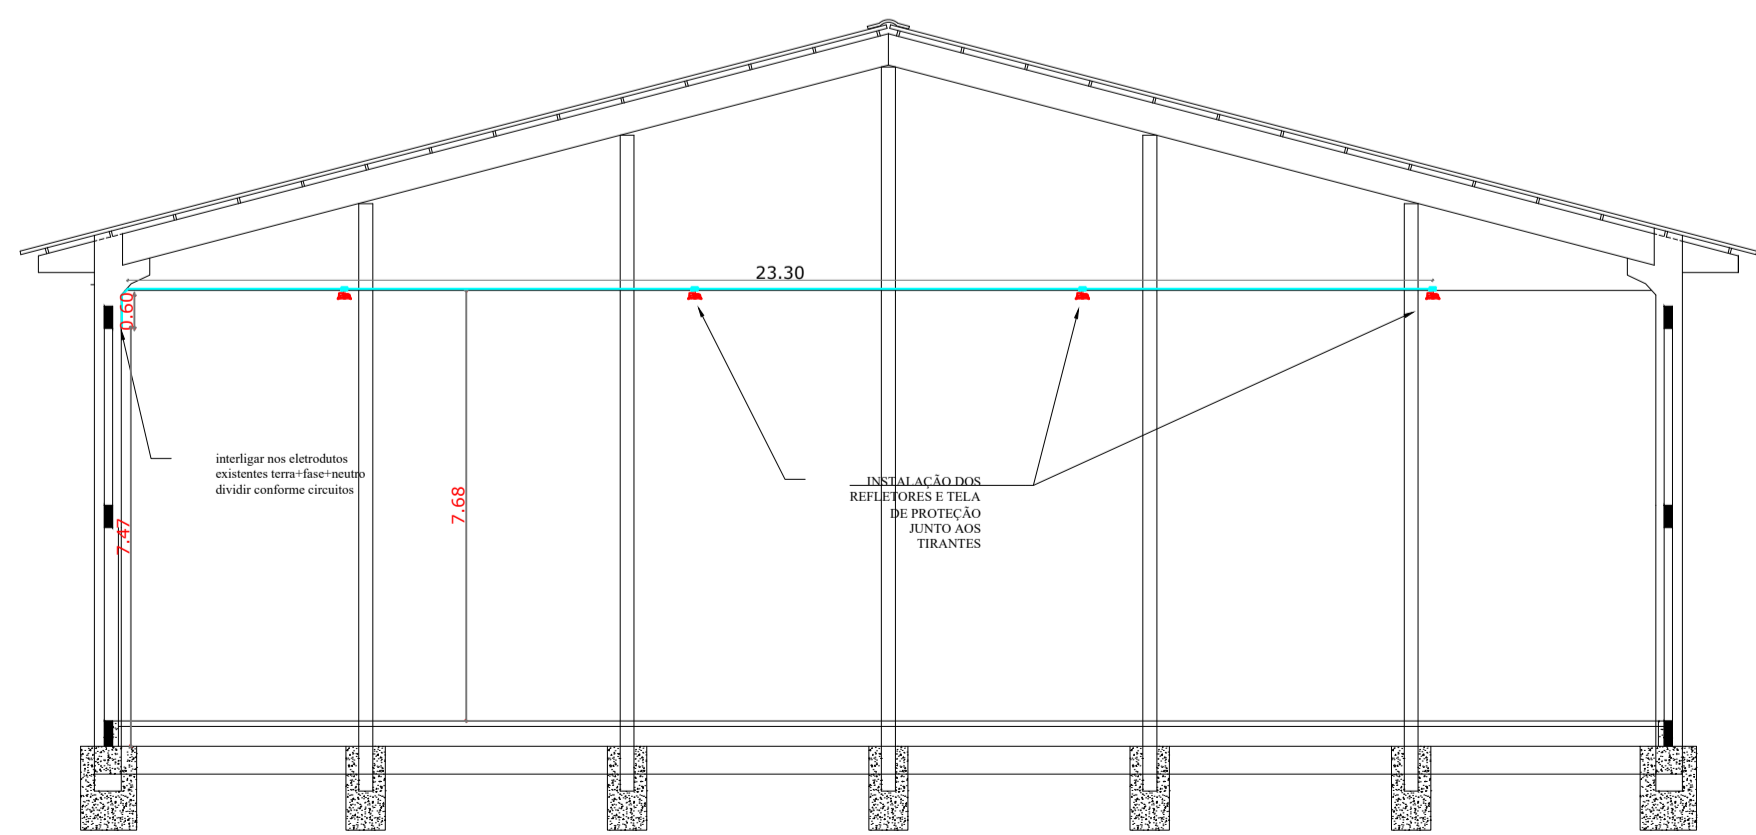 23.30
0.60
interligar nos eletrodutos
existentes terra+fase+neutro
dividir conforme circuitos
7.68
7.47
INSTALAÇÃO DOS
REFLETORES E TELA
DE PROTEÇÃO
JUNTO AOS
TIRANTES